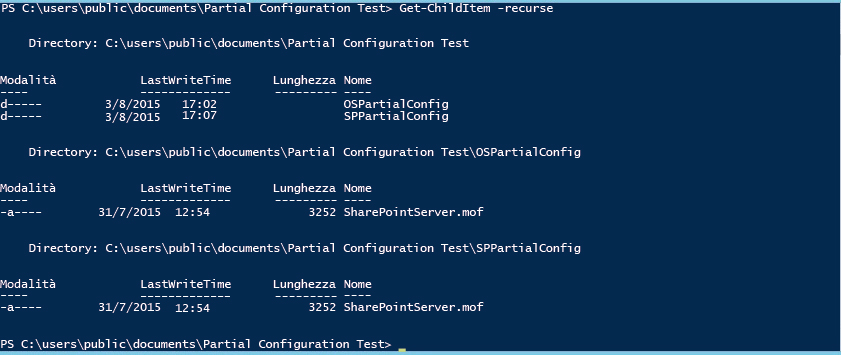 PS C:\users\public\documents\Partial Configuration Test> Get-ChildItem -recurse
Directory: C:\users\public\documents\Partial Configuration Test
Modalità LastWriteTime Lunghezza Nome
---- ------------- --------- ----
d----- 3/8/2015 17:02 OSPartialConfig
d----- 3/8/2015 17:07 SPPartialConfig
Directory: C:\users\public\documents\Partial Configuration Test\OSPartialConfig
Modalità LastWriteTime Lunghezza Nome
---- ------------- --------- ----
-a---- 31/7/2015 12:54 3252 SharePointServer.mof
Directory: C:\users\public\documents\Partial Configuration Test\SPPartialConfig
Modalità LastWriteTime Lunghezza Nome
---- ------------- --------- ----
-a---- 31/7/2015 12:54 3252 SharePointServer.mof
PS C:\users\public\documents\Partial Configuration Test> _